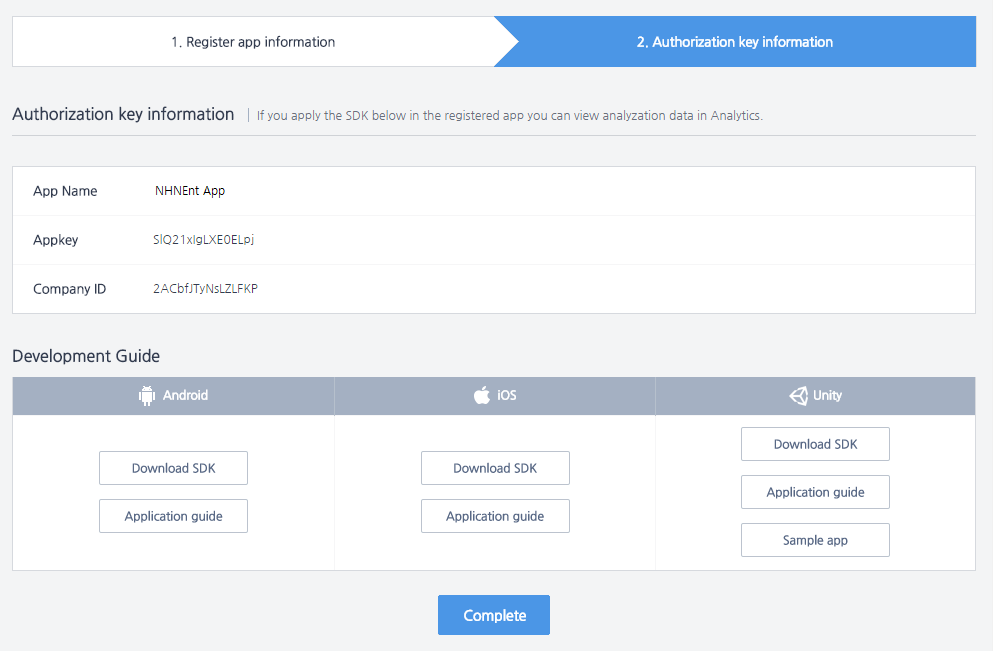 1. Register app information
2. Authorization key information
Authorization key information | If you apply the SDK below in the registered app you can view analyzation data in Analytics.
App Name NHNEnt App
Appkey SlQ21xIgLXE0ELpj
Company ID 2ACbfJTyNsLZLFKP
Development Guide
Android iOS Unity
Download SDK
Application guide
Download SDK
Application guide
Download SDK
Application guide
Sample app
Complete